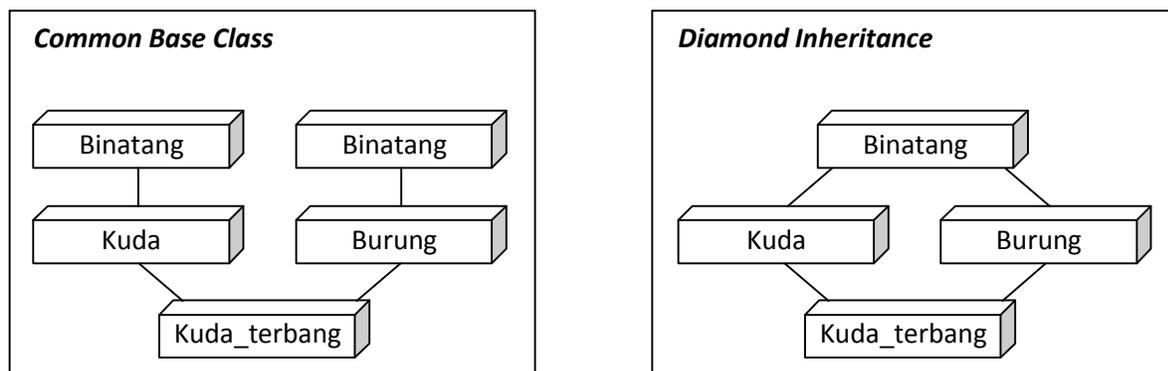 Common Base Class
Binatang
Binatang
Kuda
Burung
Kuda_terbang
Diamond Inheritance
Binatang
Kuda
Burung
Kuda_terbang